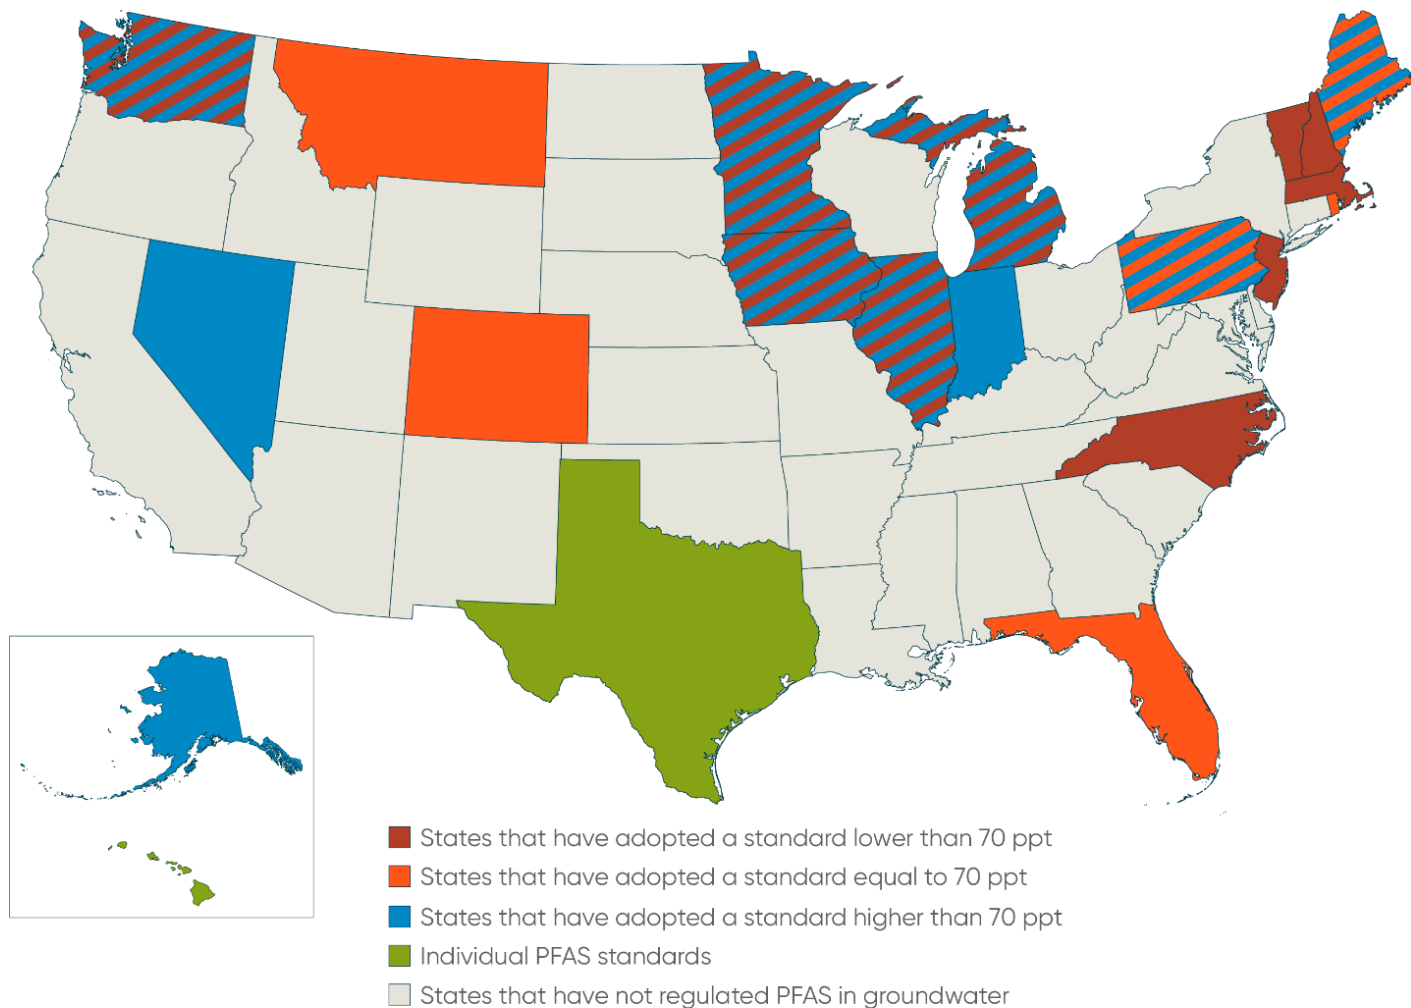 States that have adopted a standard lower than 70 ppt
States that have adopted a standard equal to 70 ppt
States that have adopted a standard higher than 70 ppt
Individual PFAS standards
States that have not regulated PFAS in groundwater